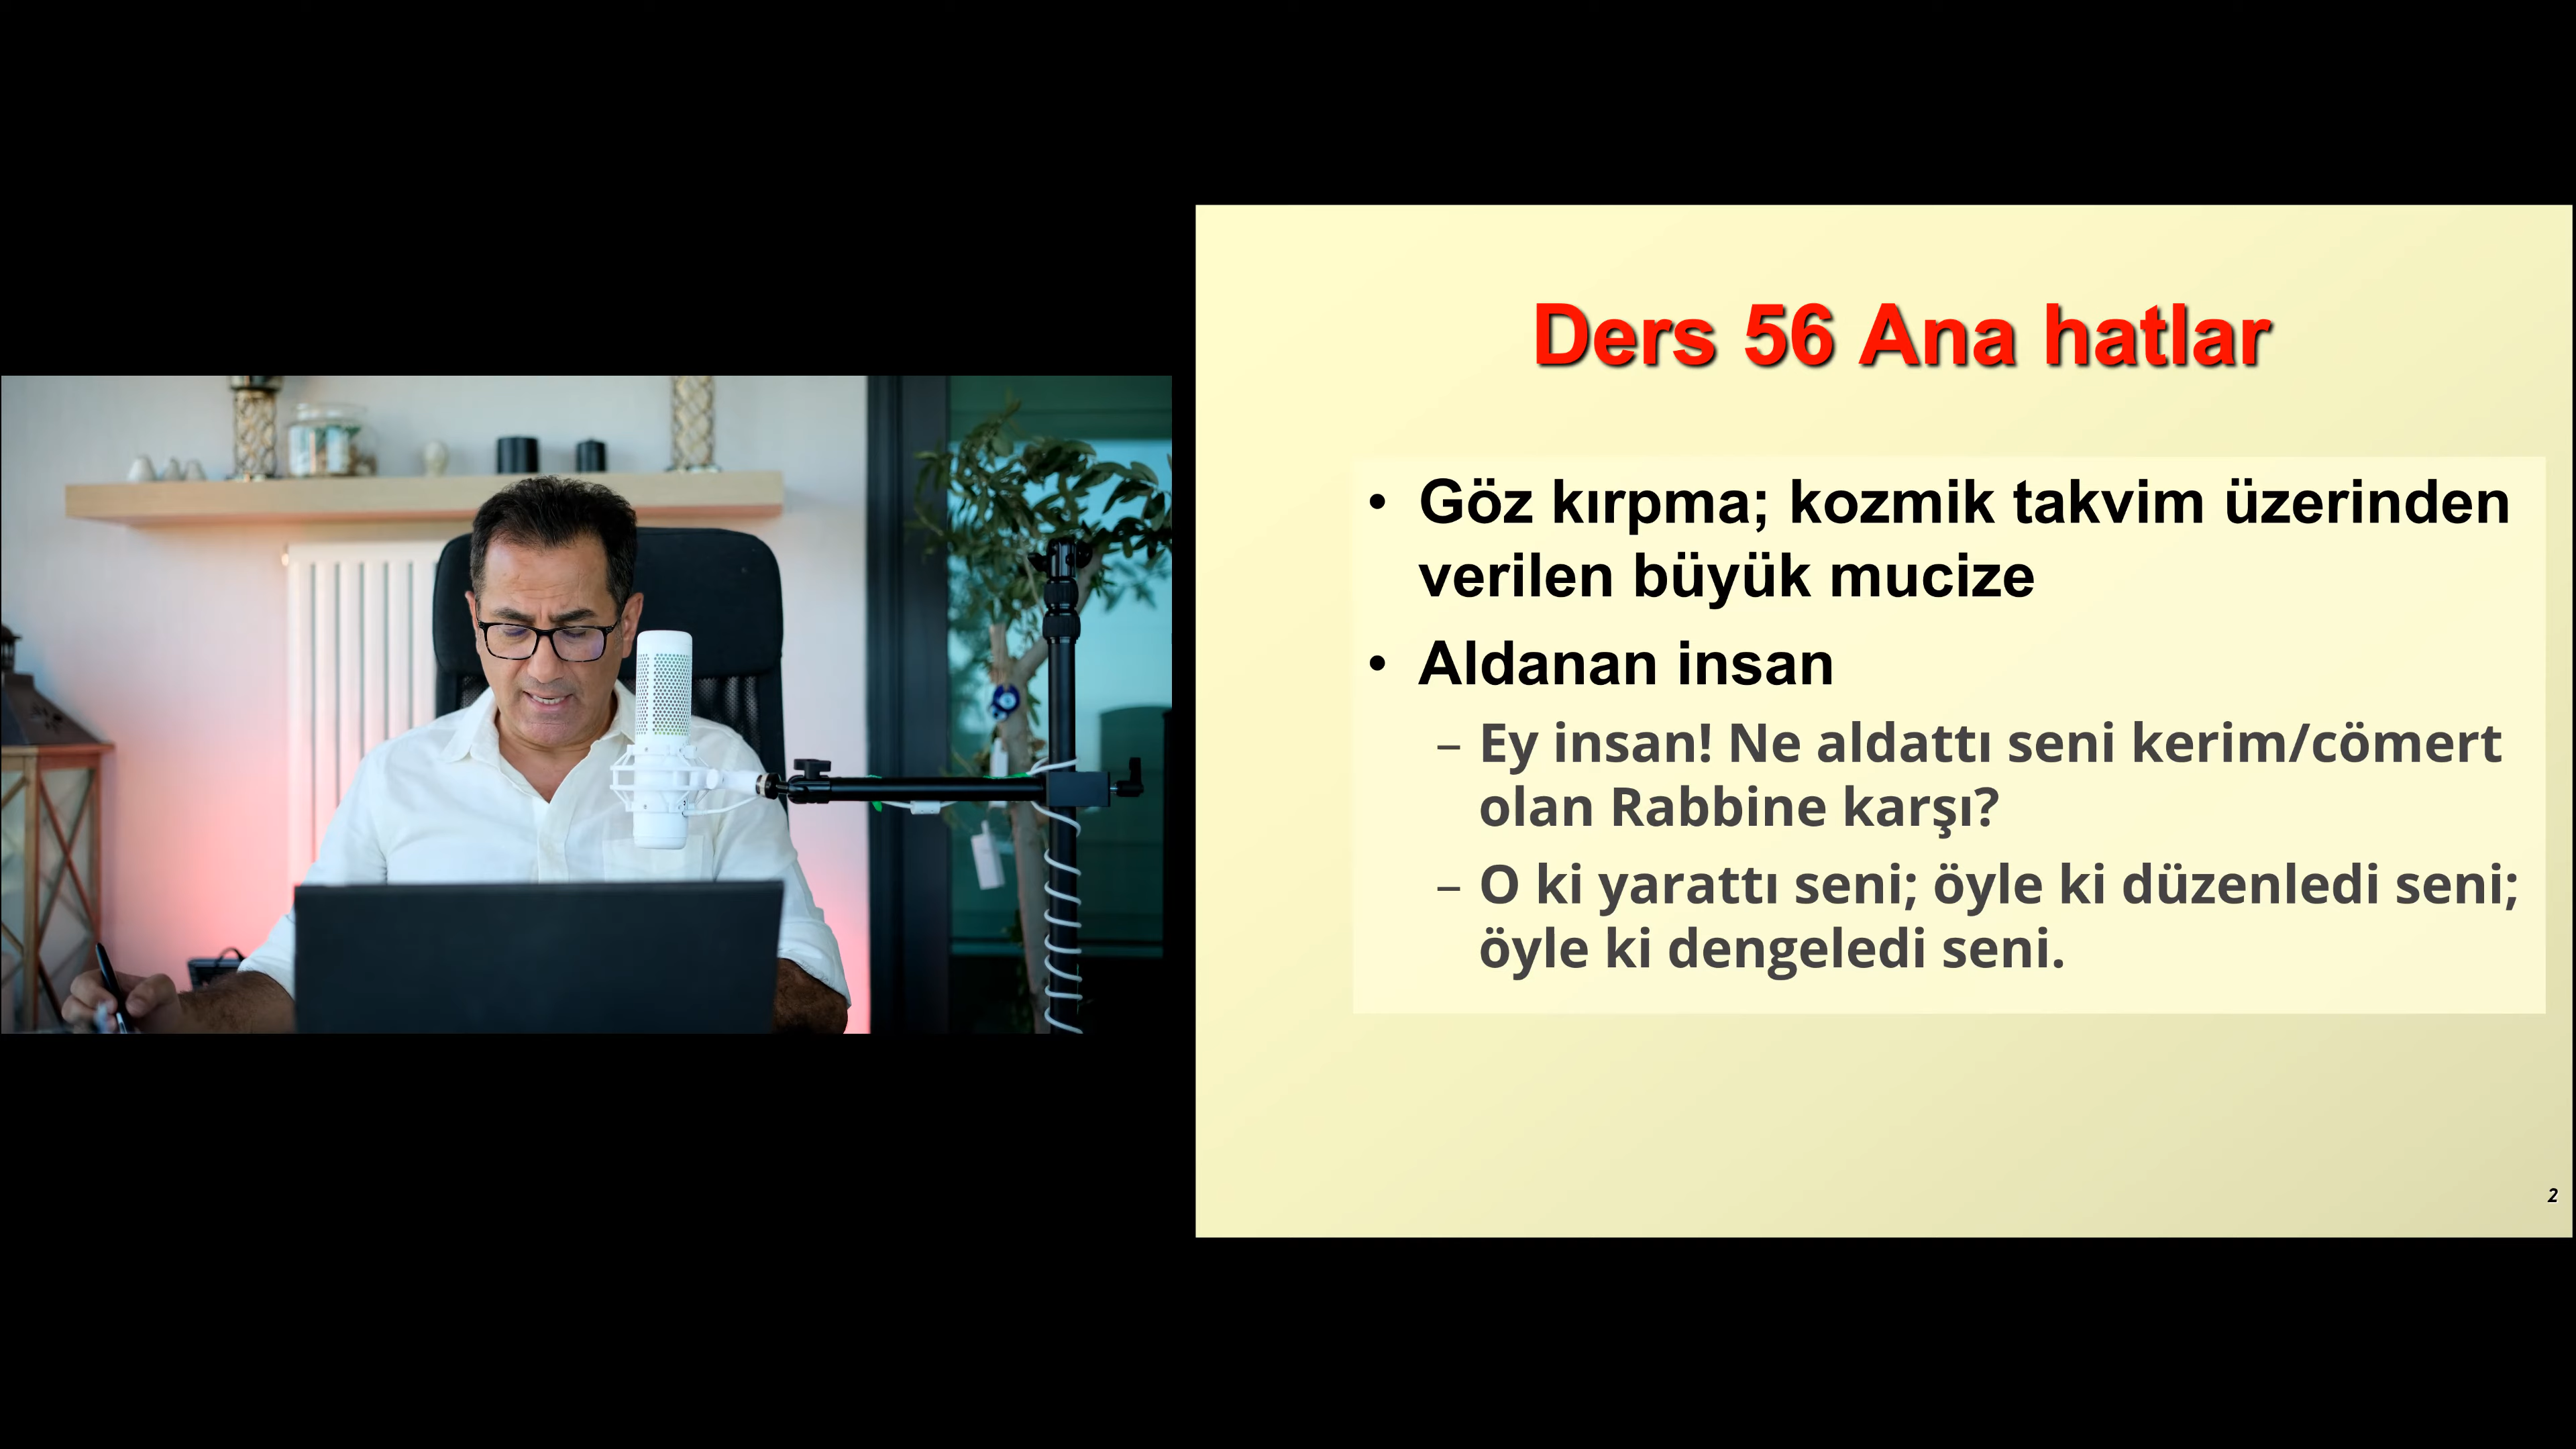 Ders 56 Ana hatlar
• Göz kırpma; kozmik takvim üzerinden
verilen büyük mucize
• Aldanan insan
– Ey insan! Ne aldattı seni kerim/cömert
olan Rabbine karşı?
– O ki yarattı seni; öyle ki düzenledi seni;
öyle ki dengeledi seni.
2